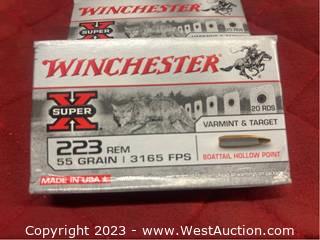 WINCHESTER
20 RDS
WINCHESTER
X
SUPER
20 RDS
VARMINT & TARGET
223 REM
55 GRAIN | 3165 FPS
BOATTAIL HOLLOW POINT
MADE IN USA
Copyright 2023 - www.WestAuction.com